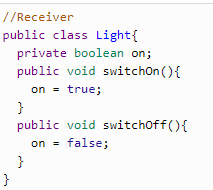 //Receiver
public class Light{
  private boolean on;
  public void switchOn(){
    on = true;
  }
  public void switchOff(){
    on = false;
  }
}